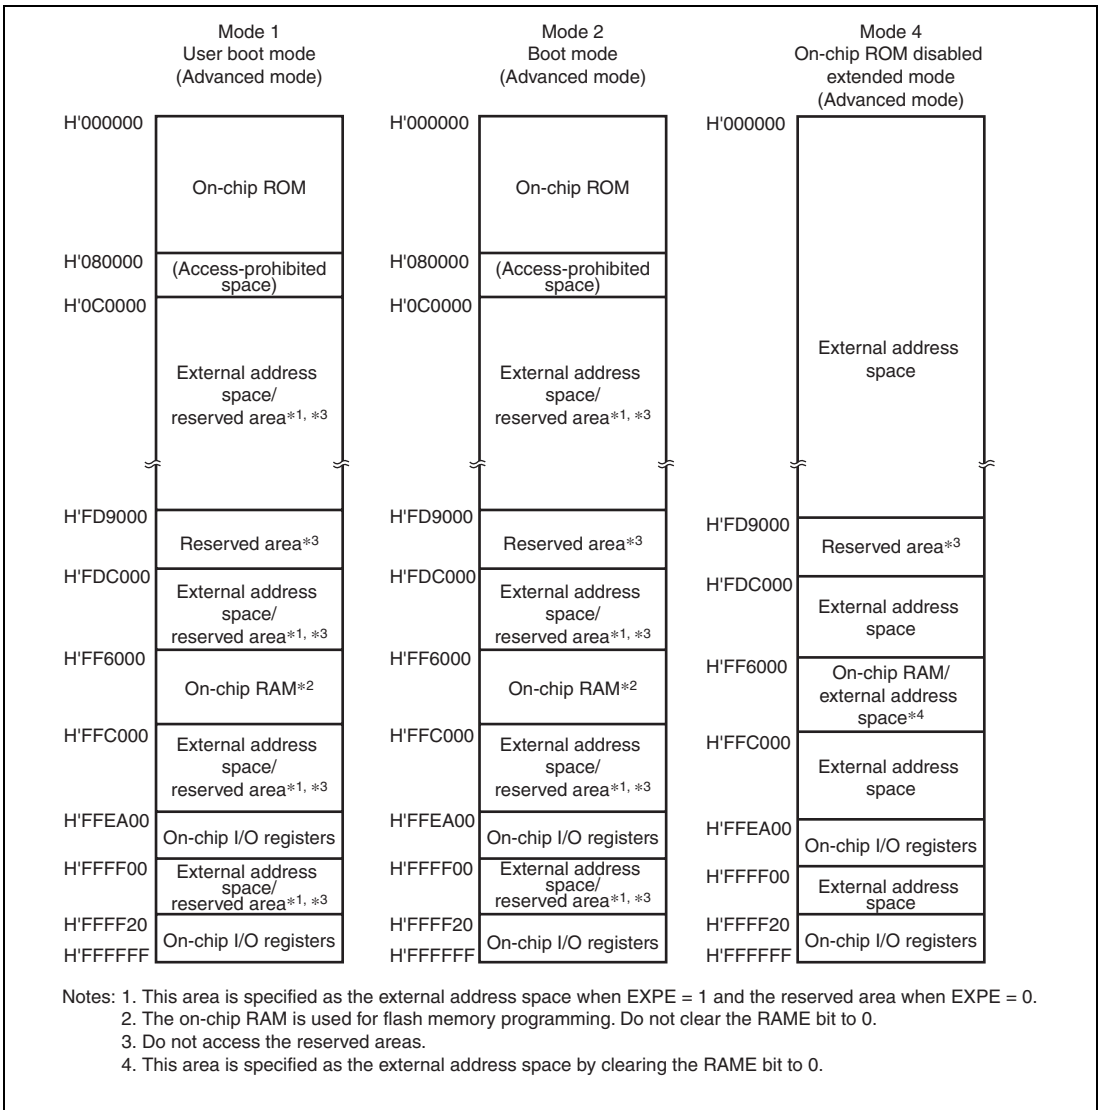 Mode 1
User boot mode
(Advanced mode)
H'000000
On-chip ROM
H'080000
(Access-prohibited
space)
H'0C0000
External address
space/
reserved area*1, *3
H'FD9000
Reserved area*3
H'FDC000
External address
space/
reserved area*1, *3
H'FF6000
On-chip RAM*2
H'FFC000
External address
space/
reserved area*1, *3
H'FFEA00
On-chip I/O registers
H'FFFF00
External address
space/
reserved area*1, *3
H'FFFF20
On-chip I/O registers
H'FFFFFF
Mode 2
Boot mode
(Advanced mode)
H'000000
On-chip ROM
H'080000
(Access-prohibited
space)
H'0C0000
External address
space/
reserved area*1, *3
H'FD9000
Reserved area*3
H'FDC000
External address
space/
reserved area*1, *3
H'FF6000
On-chip RAM*2
H'FFC000
External address
space/
reserved area*1, *3
H'FFEA00
On-chip I/O registers
H'FFFF00
External address
space/
reserved area*1, *3
H'FFFF20
On-chip I/O registers
H'FFFFFF
Mode 4
On-chip ROM disabled
extended mode
(Advanced mode)
H'000000
External address
space
H'FD9000
Reserved area*3
H'FDC000
External address
space
H'FF6000
On-chip RAM/
external address
space*4
H'FFC000
External address
space
H'FFEA00
On-chip I/O registers
H'FFFF00
External address
space
H'FFFF20
On-chip I/O registers
H'FFFFFF
Notes: 1. This area is specified as the external address space when EXPE = 1 and the reserved area when EXPE = 0.
2. The on-chip RAM is used for flash memory programming. Do not clear the RAME bit to 0.
3. Do not access the reserved areas.
4. This area is specified as the external address space by clearing the RAME bit to 0.